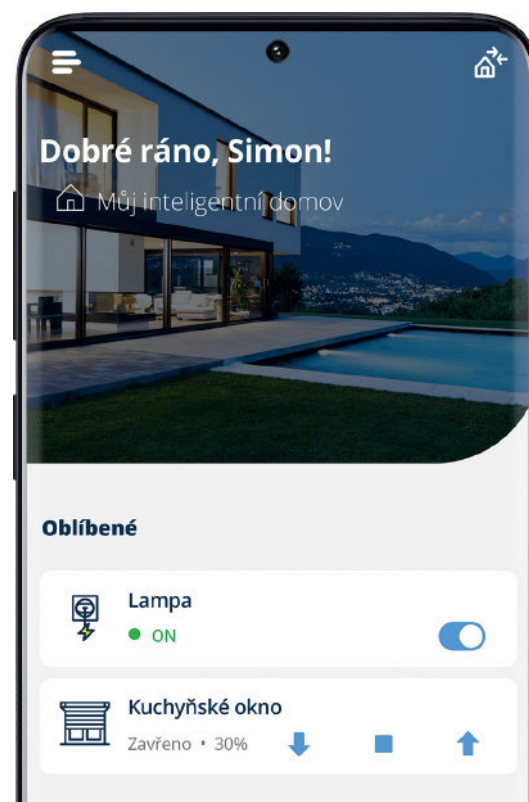 Dobré ráno, Simon!
Můj inteligentní domov
Oblíbené
Lampa
• ON
Kuchyňské okno
Zavřeno • 30%